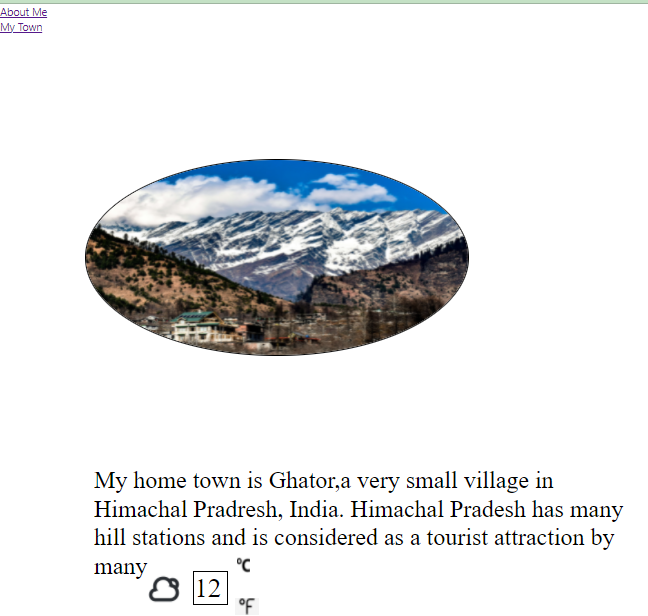 About Me
My Town
My home town is Ghator,a very small village in
Himachal Pradresh, India. Himachal Pradesh has many
hill stations and is considered as a tourist attraction by
many
°C
12
°F